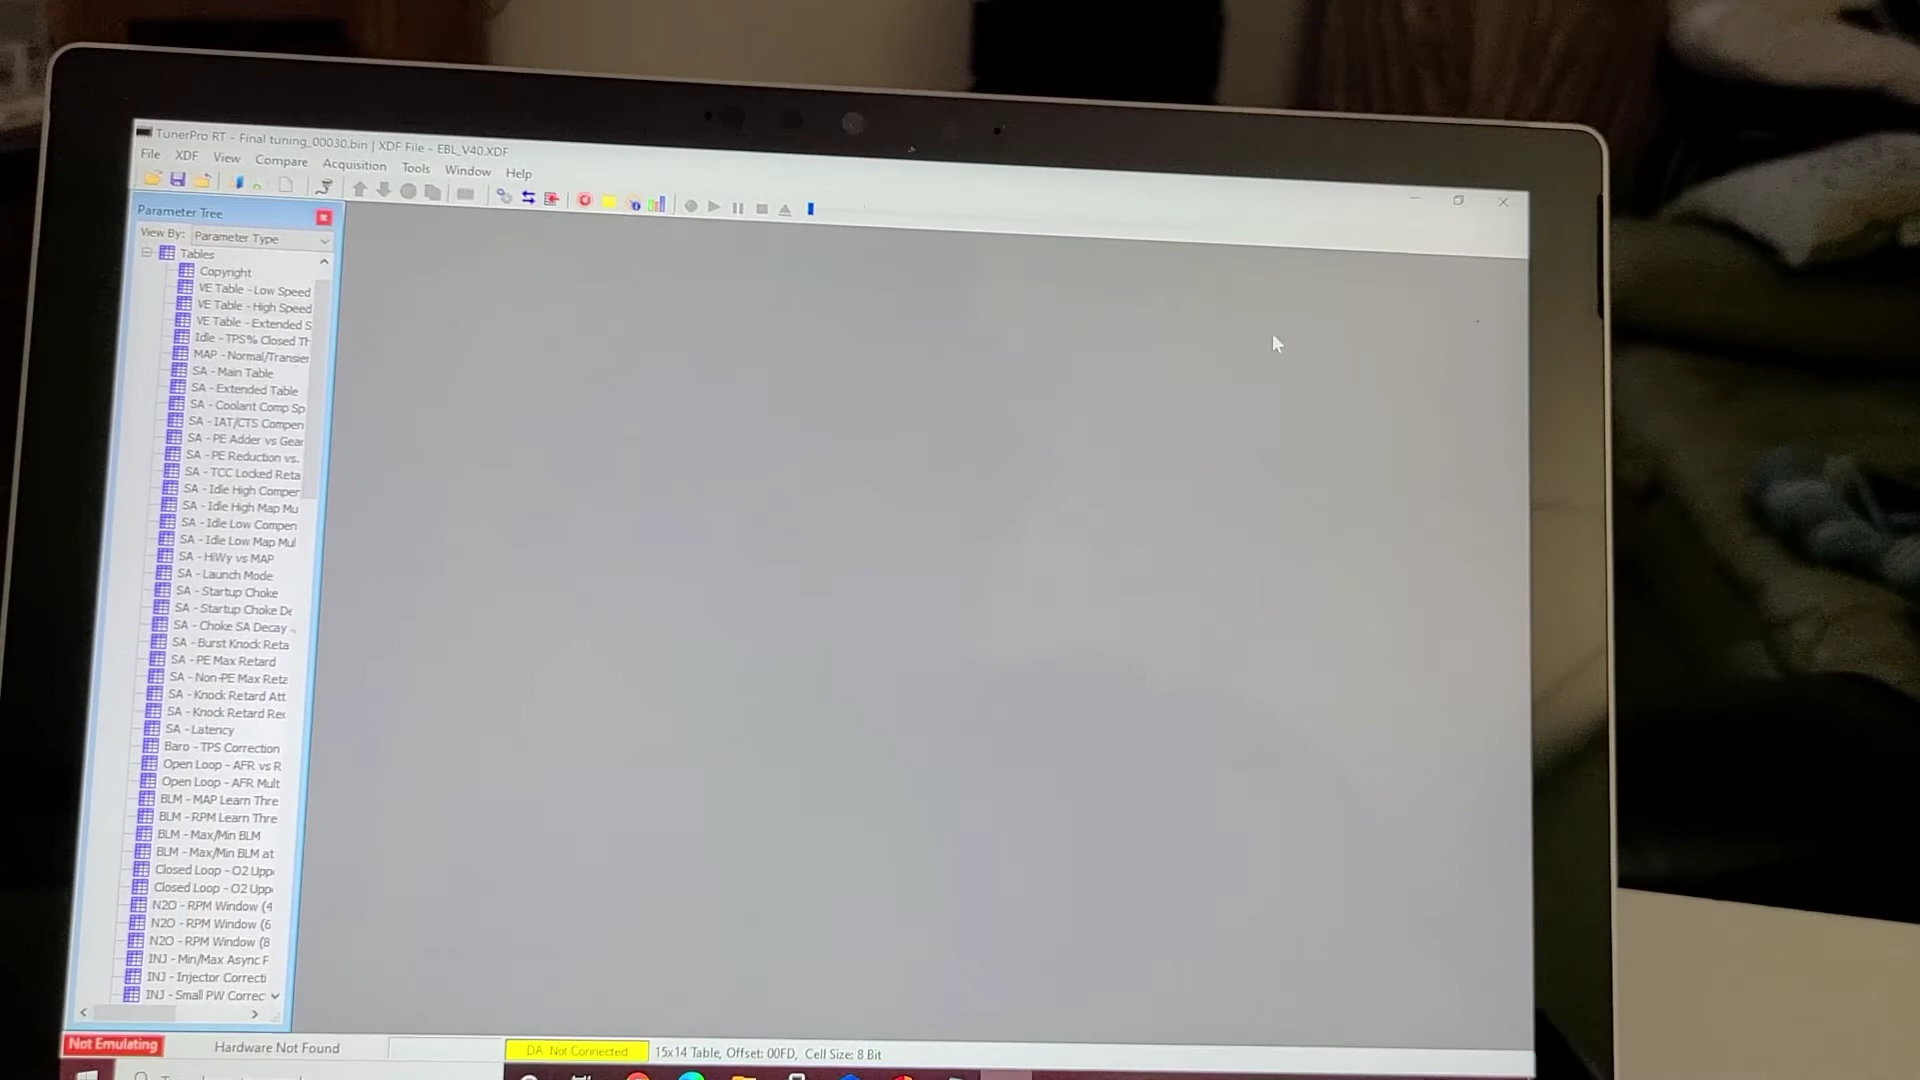 TunerPro RT - Final tuning_00030.bin | XDF File - EBL_V40.XDF
File XDF View Compare Acquisition Tools Window Help
Parameter Tree
View By: Parameter Type
Tables
Copyright
VE Table - Low Speed
VE Table - High Speed
VE Table - Extended S
Idle - TPS% Closed Th
MAP - Normal/Transier
SA - Main Table
SA - Extended Table
SA - Coolant Comp Sp
SA - IAT/CTS Compen
SA - PE Adder vs Gear
SA - PE Reduction vs.
SA - TCC Locked Reta
SA - Idle High Comper
SA - Idle High Map Mu
SA - Idle Low Compen
SA - Idle Low Map Mul
SA - HiWy vs MAP
SA - Launch Mode
SA - Startup Choke
SA - Startup Choke De
SA - Choke SA Decay -
SA - Burst Knock Reta
SA - PE Max Retard
SA - Non-PE Max Reta
SA - Knock Retard Att
SA - Knock Retard Rec
SA - Latency
Baro - TPS Correction
Open Loop - AFR vs R
Open Loop - AFR Mult
BLM - MAP Learn Thre
BLM - RPM Learn Thre
BLM - Max/Min BLM
BLM - Max/Min BLM at
Closed Loop - O2 Upp
Closed Loop - O2 Upp
N2O - RPM Window (4
N2O - RPM Window (6
N2O - RPM Window (8
INJ - Min/Max Async F
INJ - Injector Correcti
INJ - Small PW Correc
Not Emulating Hardware Not Found DA Not Connected 15x14 Table, Offset: 00FD, Cell Size: 8 Bit